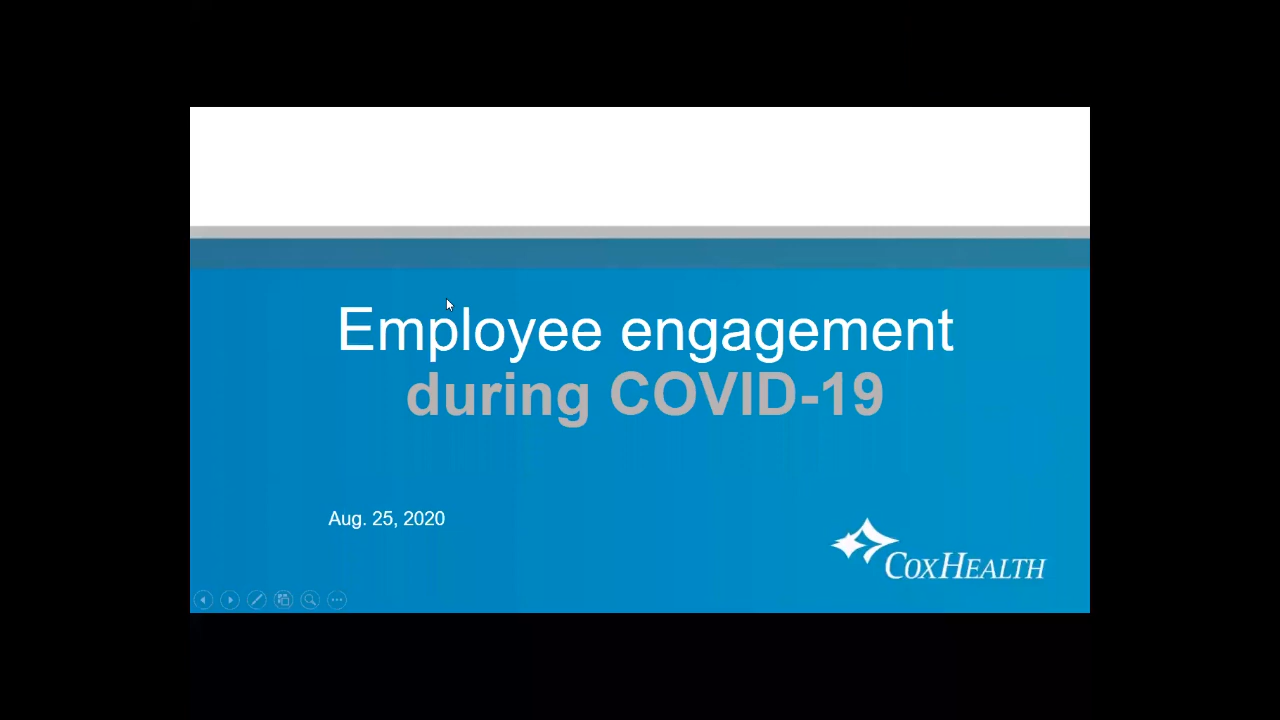 Employee engagement
during COVID-19
Aug. 25, 2020
COXHEALTH